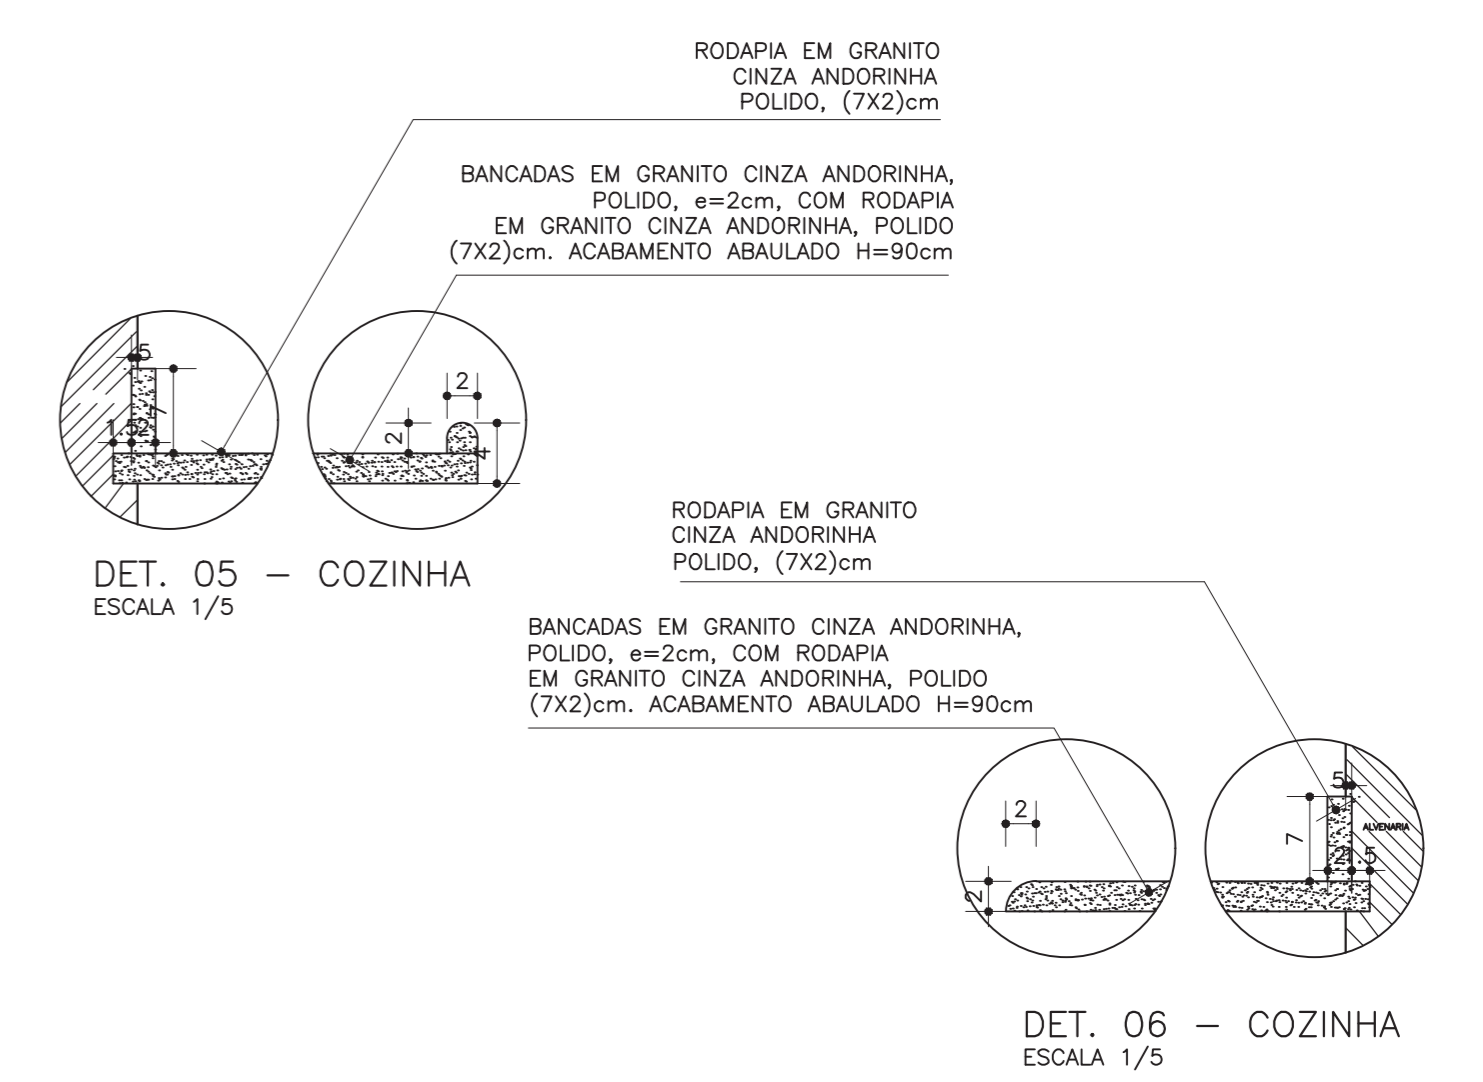 RODAPIA EM GRANITO
CINZA ANDORINHA
POLIDO, (7X2)cm
BANCADAS EM GRANITO CINZA ANDORINHA,
POLIDO, e=2cm, COM RODAPIA
EM GRANITO CINZA ANDORINHA, POLIDO
(7X2)cm. ACABAMENTO ABAULADO H=90cm
5
7
1.5
2
2
2
4
DET. 05 – COZINHA
ESCALA 1/5
RODAPIA EM GRANITO
CINZA ANDORINHA
POLIDO, (7X2)cm
BANCADAS EM GRANITO CINZA ANDORINHA,
POLIDO, e=2cm, COM RODAPIA
EM GRANITO CINZA ANDORINHA, POLIDO
(7X2)cm. ACABAMENTO ABAULADO H=90cm
2
2
5
ALVENARIA
7
2
1.5
DET. 06 – COZINHA
ESCALA 1/5